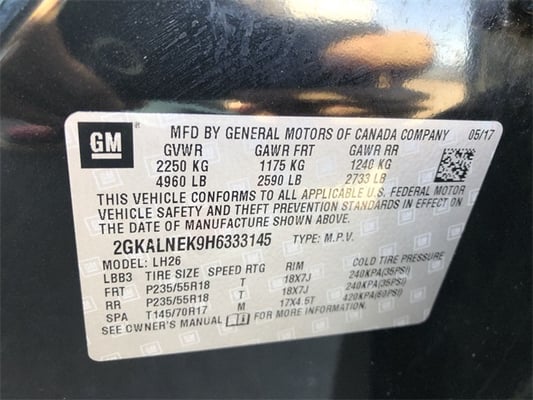 GM
MFD BY GENERAL MOTORS OF CANADA COMPANY 05/17
GVWR GAWR FRT GAWR RR
2250 KG 1175 KG 1240 KG
4960 LB 2590 LB 2733 LB
THIS VEHICLE CONFORMS TO ALL APPLICABLE U.S. FEDERAL MOTOR
VEHICLE SAFETY AND THEFT PREVENTION STANDARDS IN EFFECT ON
THE DATE OF MANUFACTURE SHOWN ABOVE.
2GKALNEK9H6333145 TYPE: M.P.V.
MODEL: LH26
LBB3 TIRE SIZE SPEED RTG RIM COLD TIRE PRESSURE
FRT P235/55R18 T 18X7J 240KPA(35PSI)
RR P235/55R18 T 18X7J 240KPA(35PSI)
SPA T145/70R17 M 17X4.5T 420KPA(60PSI)
SEE OWNER'S MANUAL FOR MORE INFORMATION.